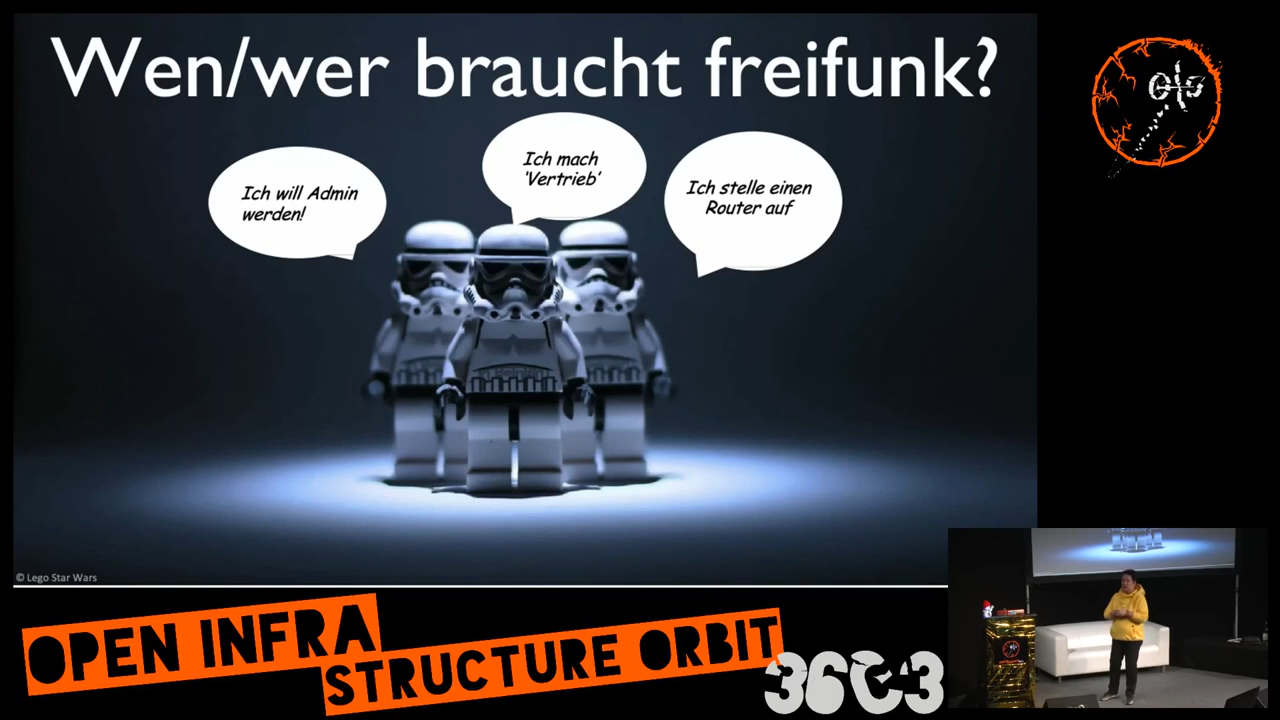 Wen/wer braucht freifunk?
Ich will Admin
werden!
Ich mach
'Vertrieb'
Ich stelle einen
Router auf
© Lego Star Wars
OPEN INFRA
STRUCTURE ORBIT
36C3